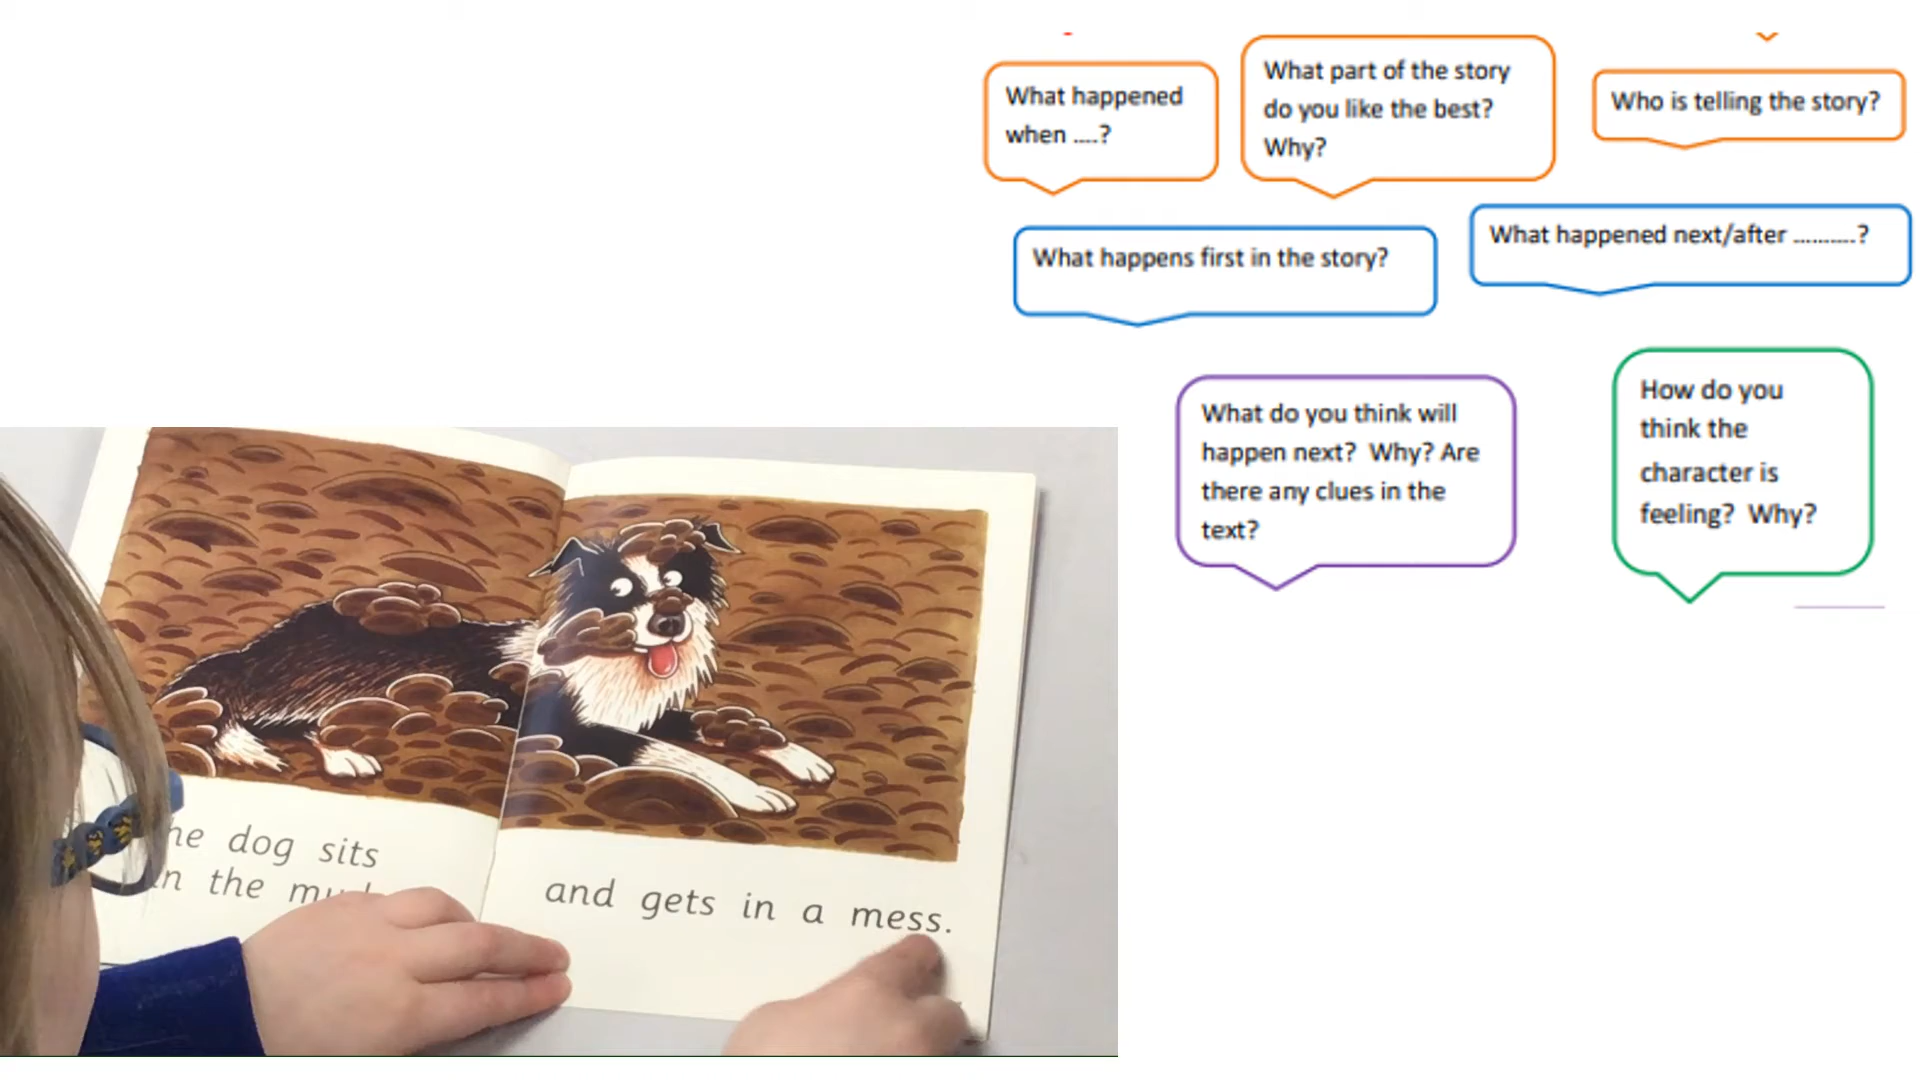 What happened
when ....?
What part of the story
do you like the best?
Why?
Who is telling the story?
What happens first in the story?
What happened next/after ..........?
What do you think will
happen next? Why? Are
there any clues in the
text?
How do you
think the
character is
feeling? Why?
he dog sits
in the
and gets in a mess.